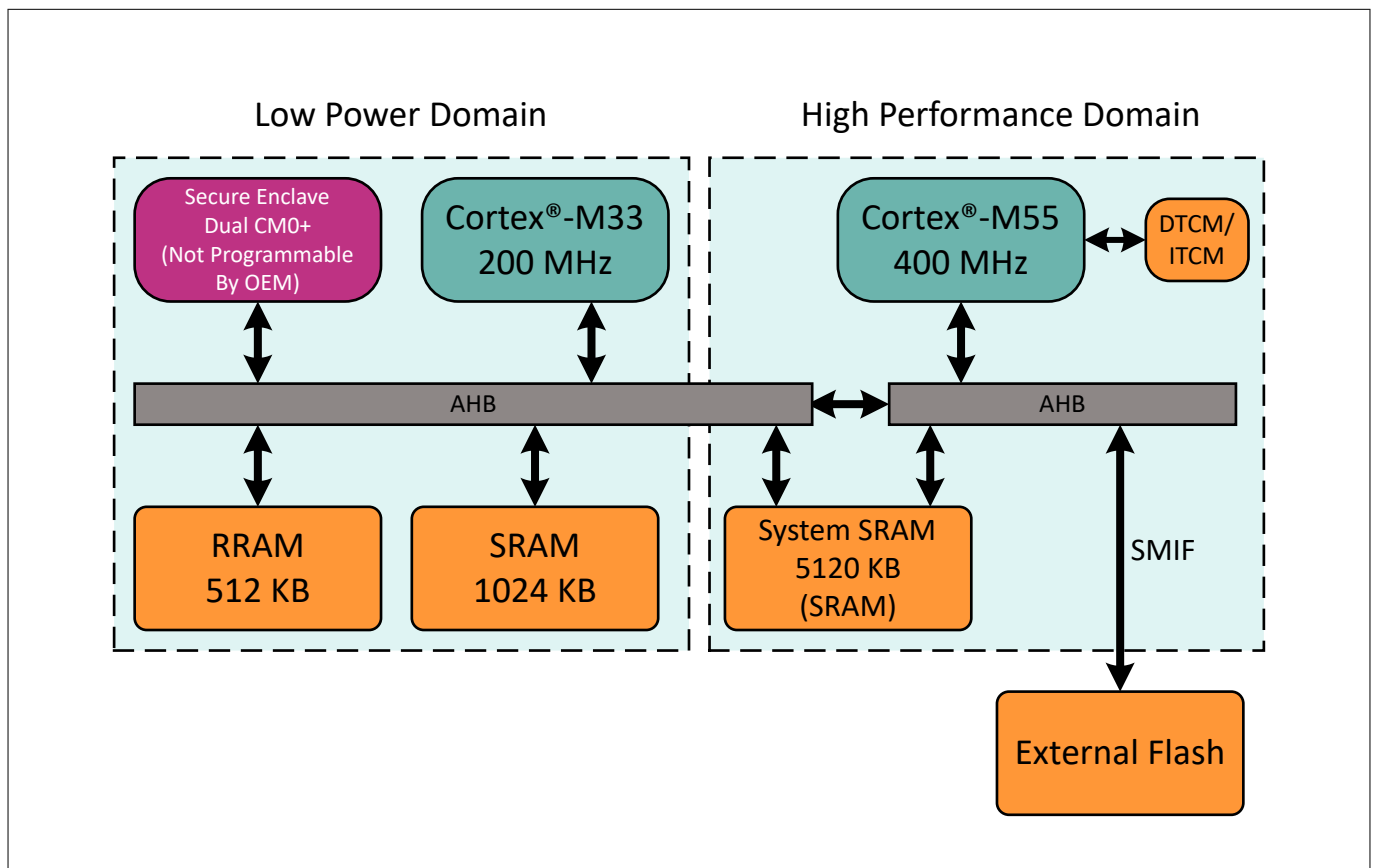 Low Power Domain
High Performance Domain
Secure Enclave
Dual CM0+
(Not Programmable
By OEM)
Cortex®-M33
200 MHz
Cortex®-M55
400 MHz
DTCM/
ITCM
AHB
AHB
RRAM
512 KB
SRAM
1024 KB
System SRAM
5120 KB
(SRAM)
SMIF
External Flash